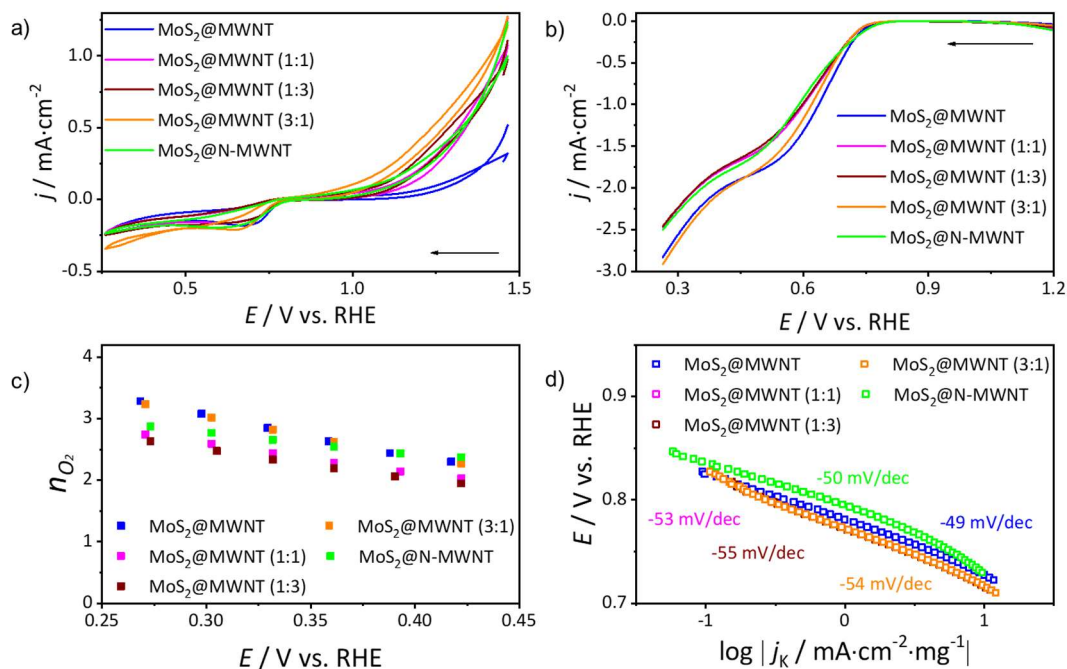 a)
MoS₂@MWNT
MoS₂@MWNT (1:1)
MoS₂@MWNT (1:3)
MoS₂@MWNT (3:1)
MoS₂@N-MWNT
j / mA·cm⁻²
1.0
0.5
0.0
-0.5
0.5
1.0
1.5
E / V vs. RHE
b)
MoS₂@MWNT
MoS₂@MWNT (1:1)
MoS₂@MWNT (1:3)
MoS₂@MWNT (3:1)
MoS₂@N-MWNT
j / mA·cm⁻²
0.0
-0.5
-1.0
-1.5
-2.0
-2.5
-3.0
0.3
0.6
0.9
1.2
E / V vs. RHE
c)
n_O₂
4
3
2
1
0
MoS₂@MWNT
MoS₂@MWNT (1:1)
MoS₂@MWNT (1:3)
MoS₂@MWNT (3:1)
MoS₂@N-MWNT
0.25
0.30
0.35
0.40
0.45
E / V vs. RHE
d)
MoS₂@MWNT
MoS₂@MWNT (1:1)
MoS₂@MWNT (1:3)
MoS₂@MWNT (3:1)
MoS₂@N-MWNT
E / V vs. RHE
0.9
0.8
0.7
-50 mV/dec
-53 mV/dec
-49 mV/dec
-55 mV/dec
-54 mV/dec
-1
0
1
log |j_K / mA·cm⁻²·mg⁻¹|